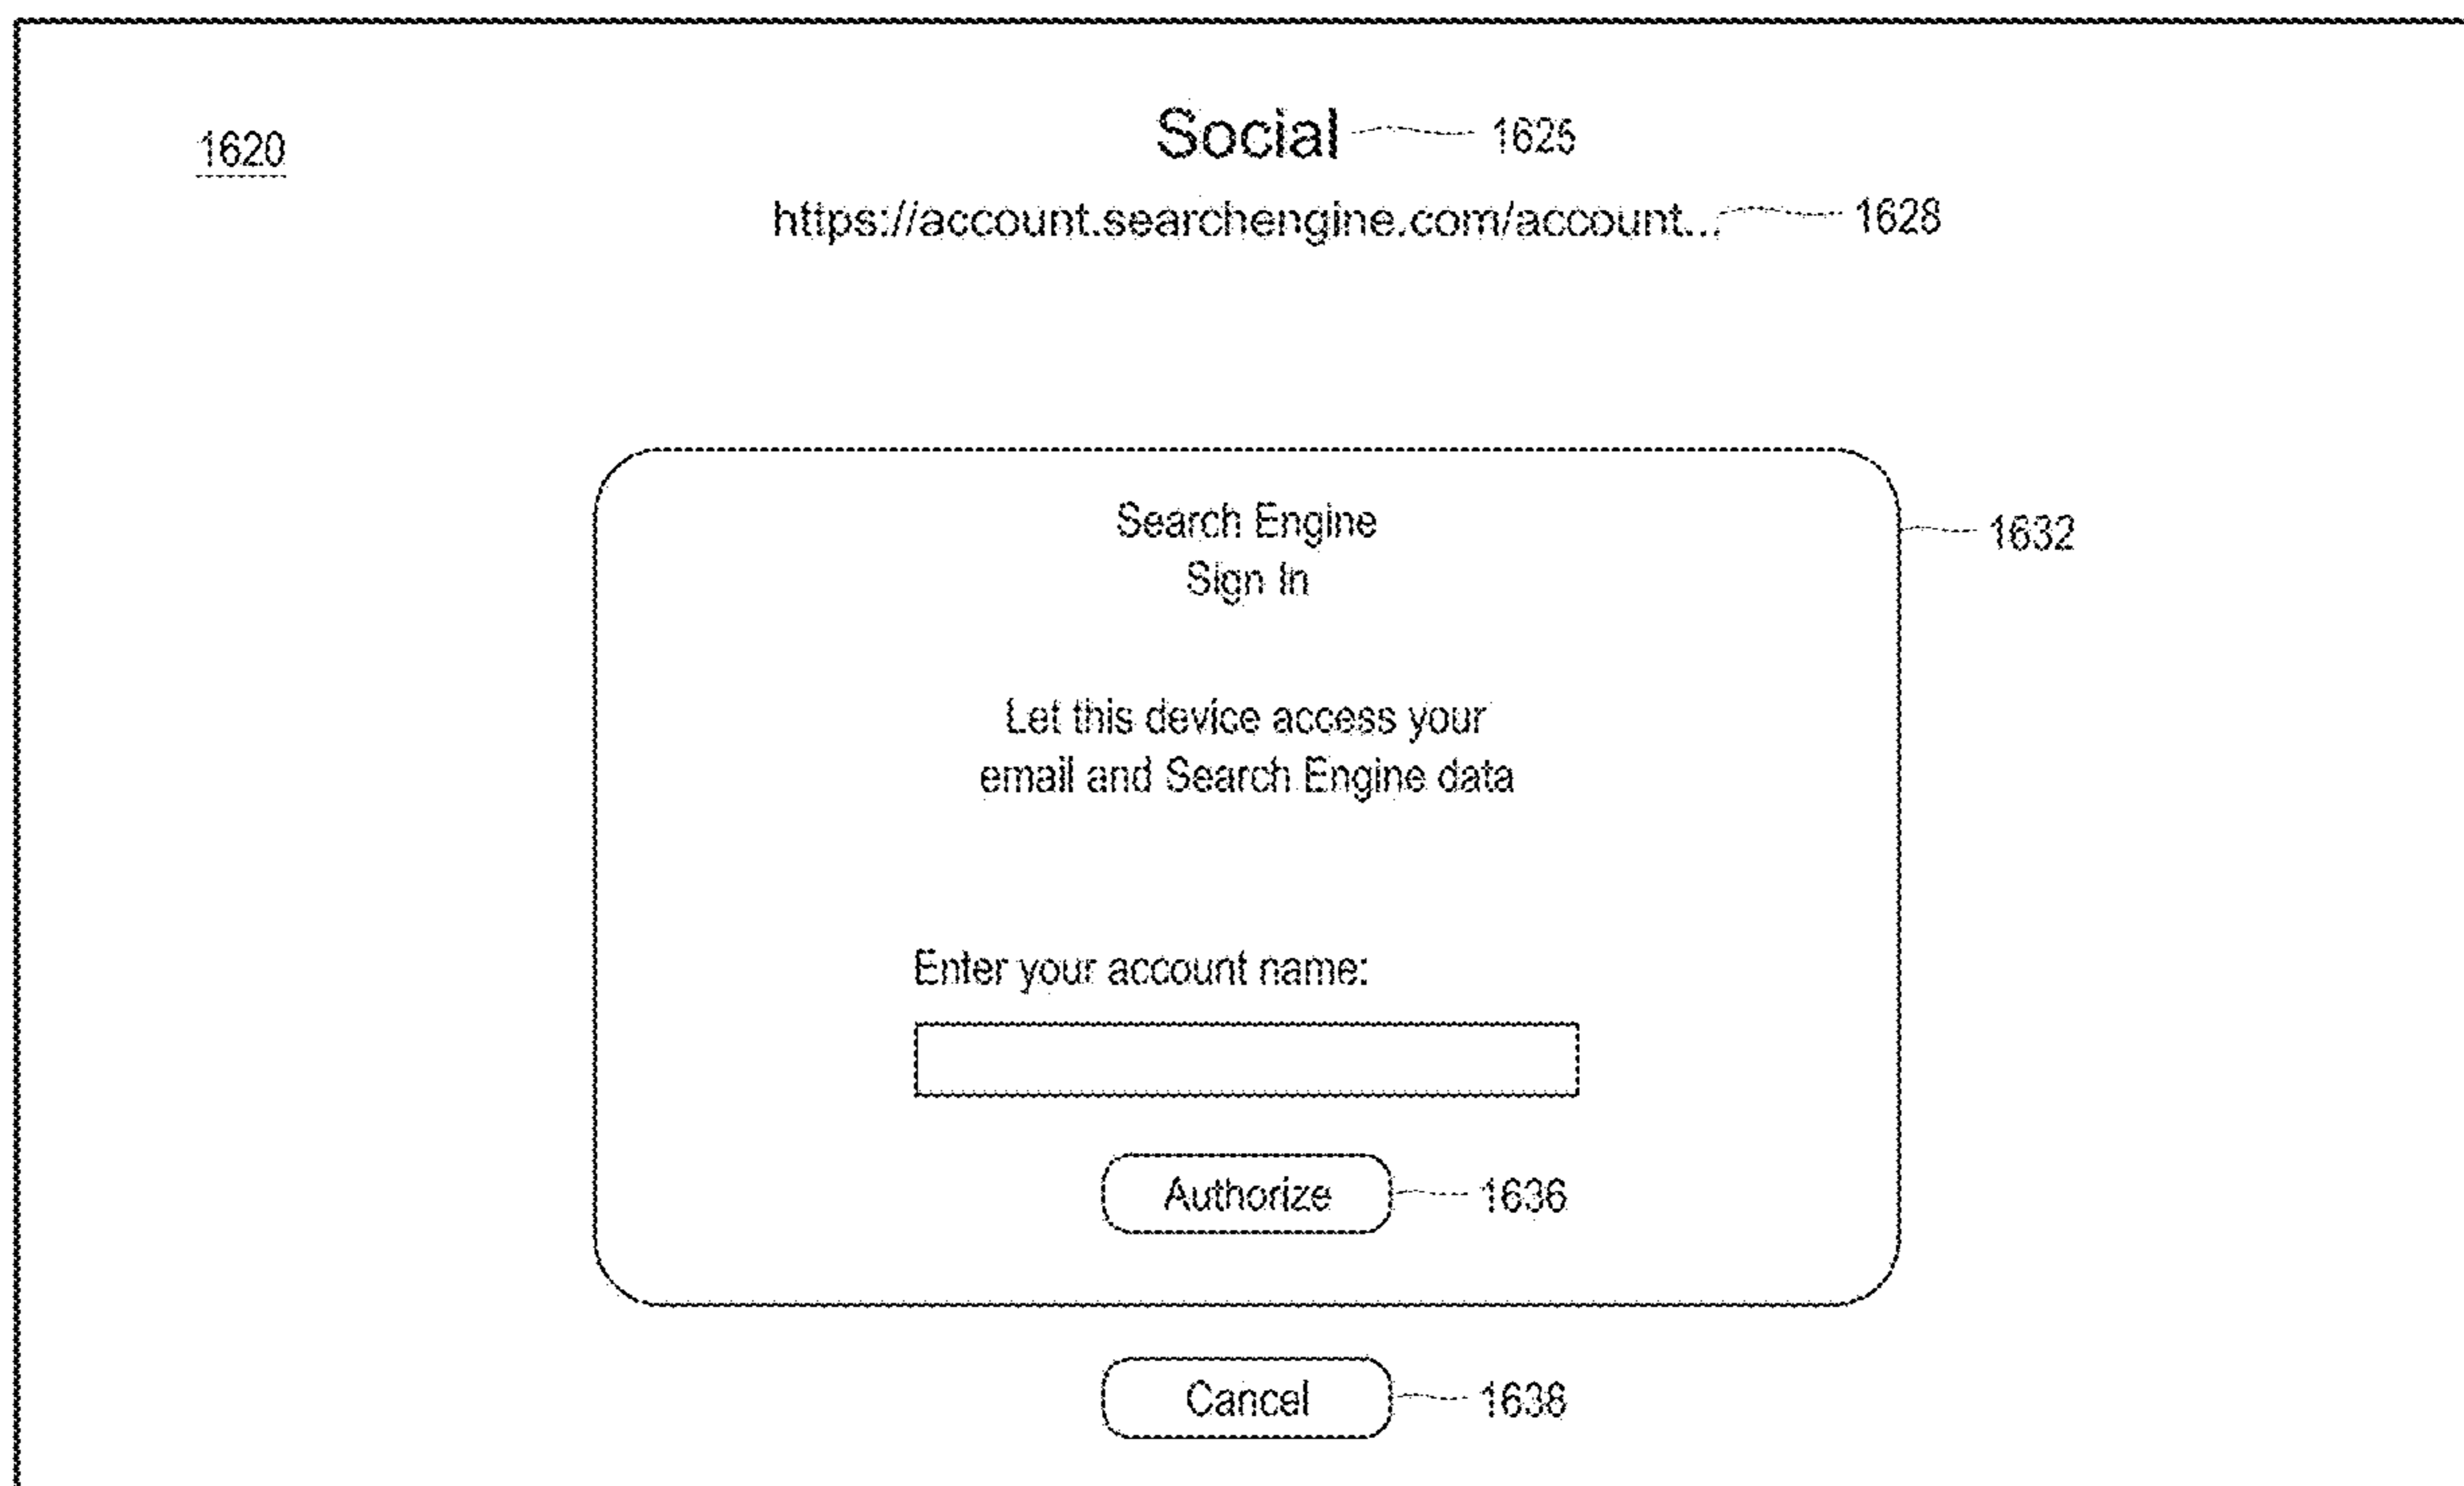 1620
Social 1625
https://account.searchengine.com/account... 1628
Search Engine
Sign In
1632
Let this device access your
email and Search Engine data
Enter your account name:
Authorize 1636
Cancel 1638